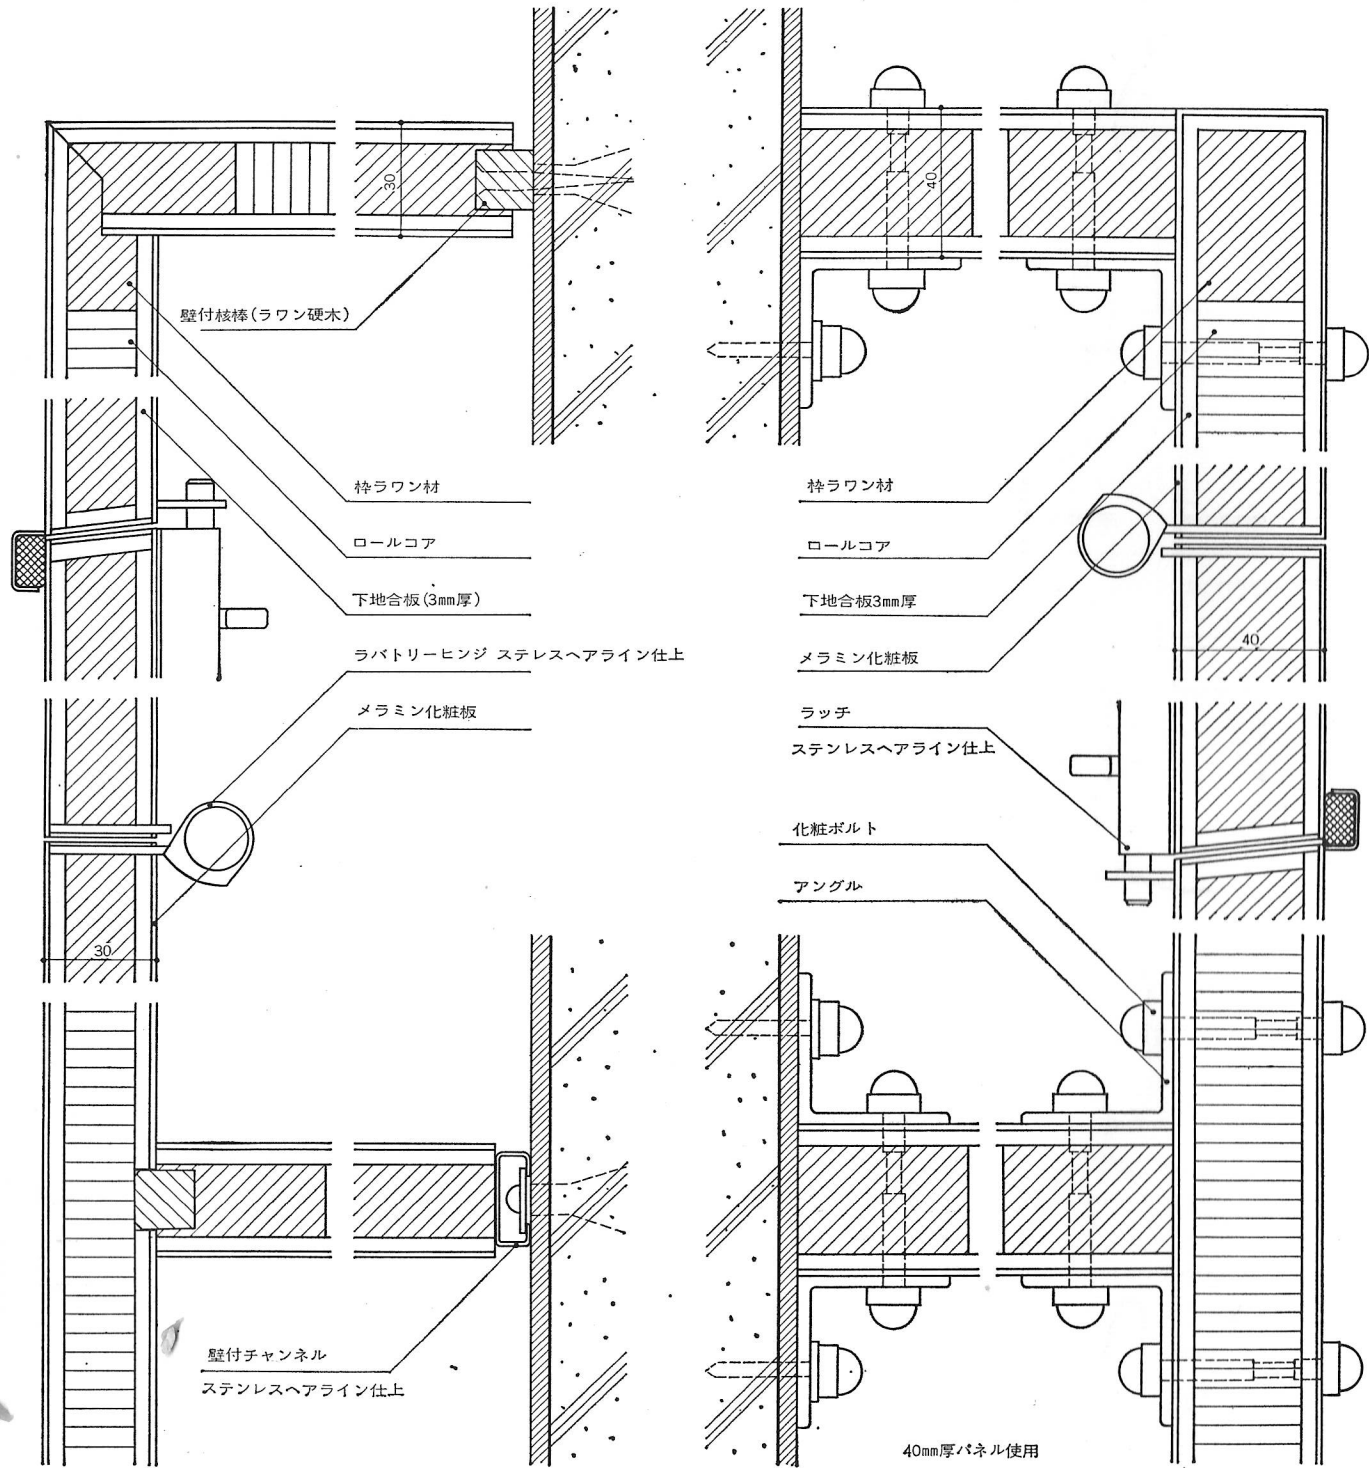 30
壁付核棒(ラワン硬木)
枠ラワン材
ロールコア
下地合板(3mm厚)
ラバトリーヒンジ ステレスヘアライン仕上
メラミン化粧板
30
壁付チャンネル
ステンレスヘアライン仕上
40
枠ラワン材
ロールコア
下地合板3mm厚
40
メラミン化粧板
ラッチ
ステンレスヘアライン仕上
化粧ボルト
アングル
40mm厚パネル使用